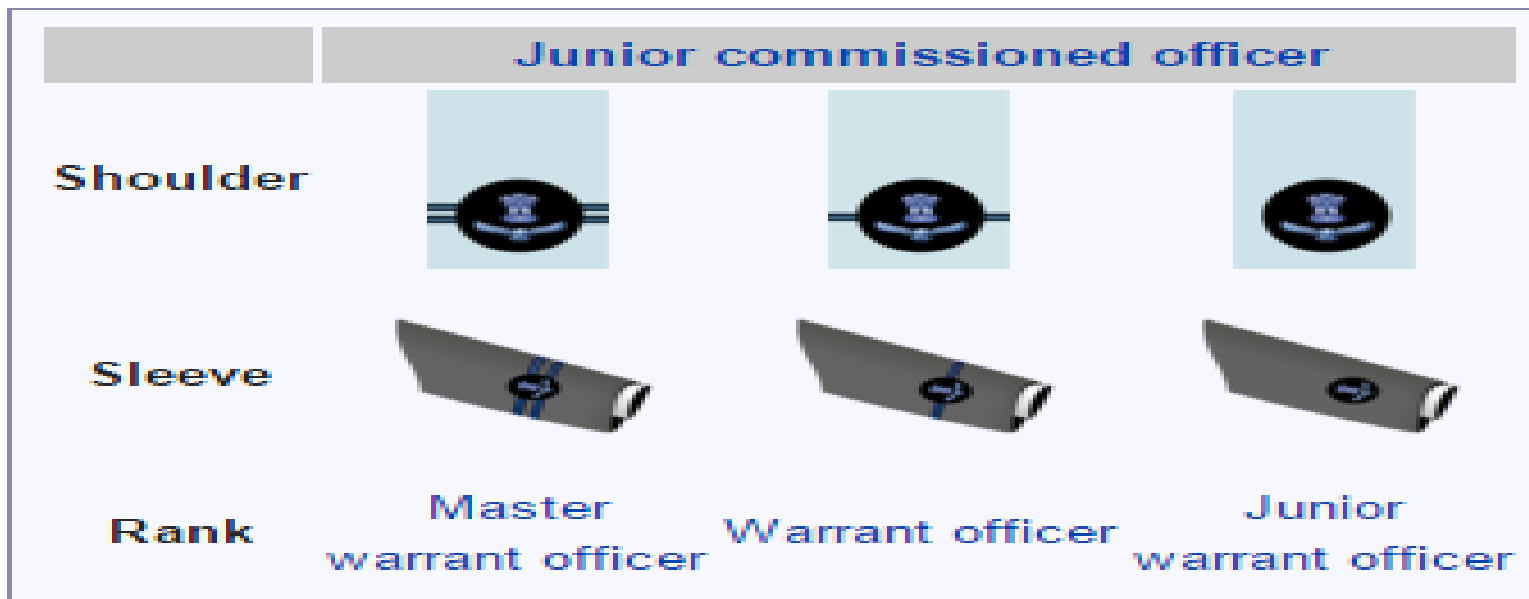 Junior commissioned officer
Shoulder
Sleeve
Rank
Master
warrant officer
Warrant officer
Junior
warrant officer